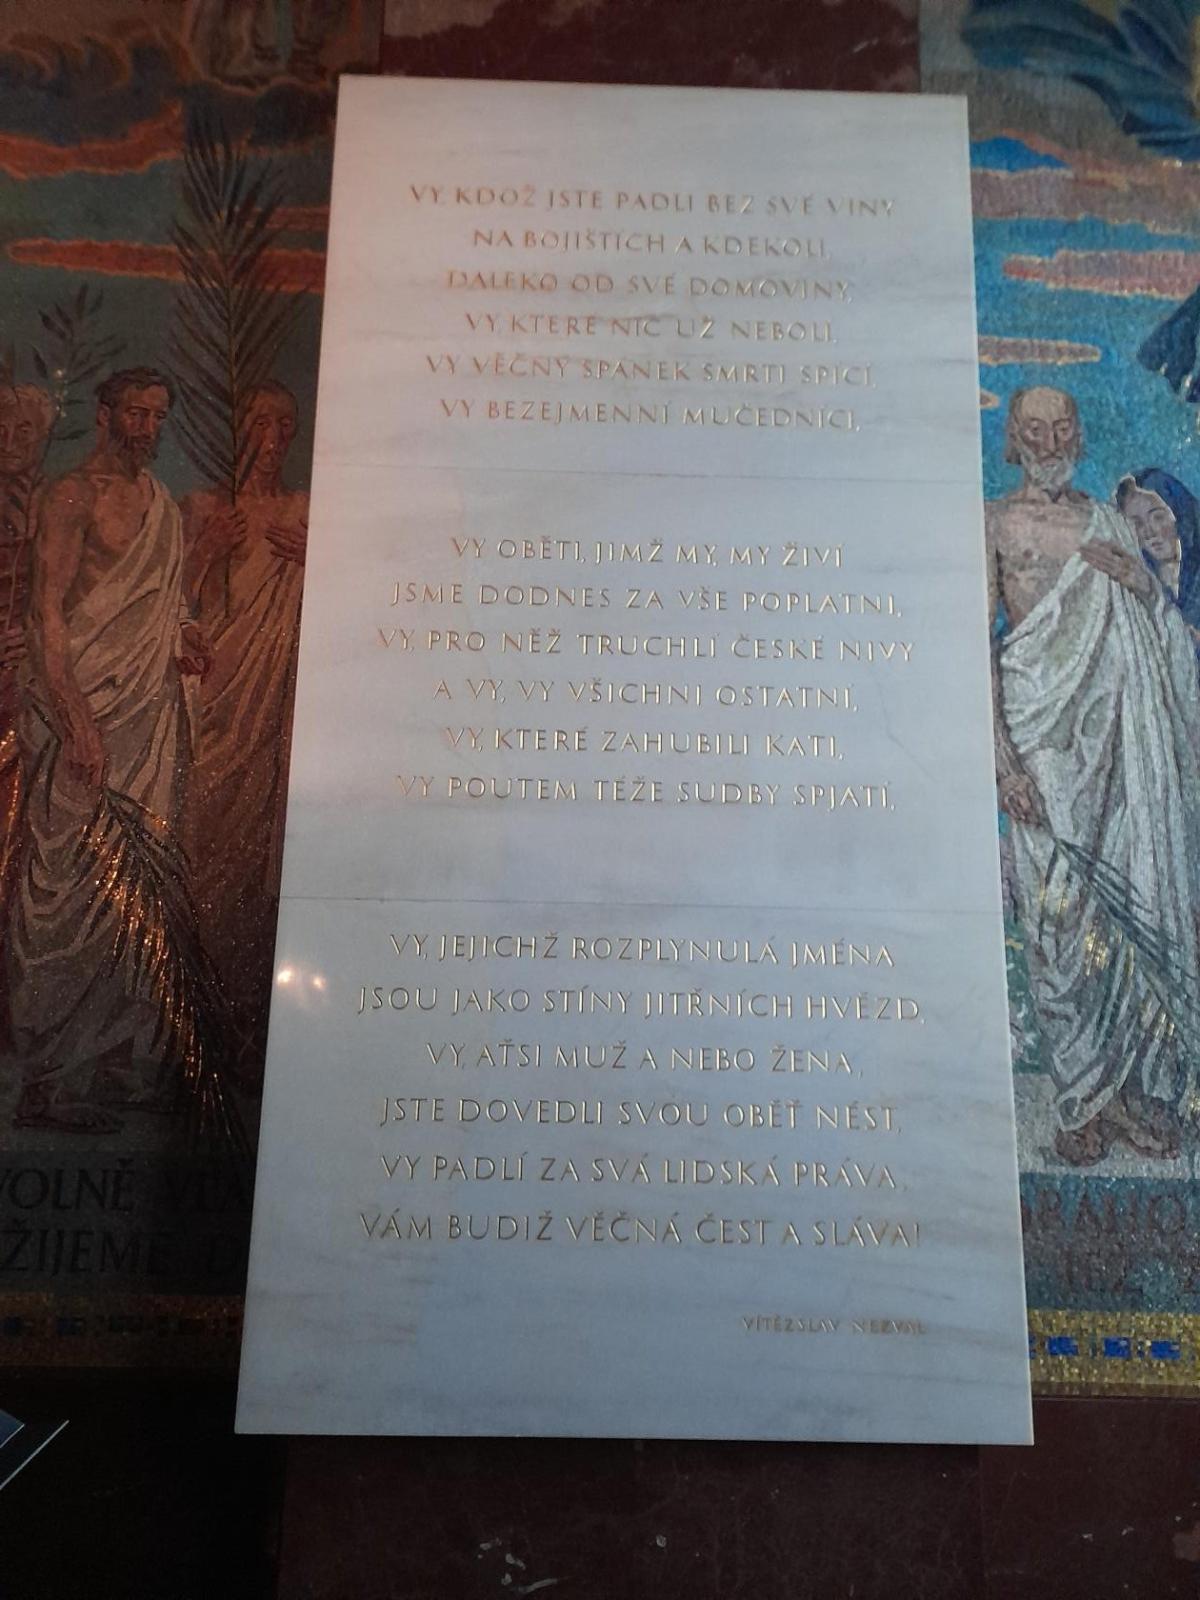 VY, KDOŽ JSTE PADLI BEZ SVÉ VINY
NA BOJIŠTÍCH A KDEKOLI,
DALEKO OD SVÉ DOMOVINY,
VY, KTERÉ NIC UŽ NEBOLÍ,
VY VĚČNÝ SPÁNEK SMRTI SPÍCÍ,
VY BEZEJMENNÍ MUČEDNÍCI,
VY OBĚTI, JIMŽ MY, MY ŽIVÍ
JSME DODNES ZA VŠE POPLATNI,
VY, PRO NĚŽ TRUCHLÍ ČESKÉ NIVY
A VY, VY VŠICHNI OSTATNÍ,
VY, KTERÉ ZAHUBILI KATI,
VY POUTEM TÉŽE SUDBY SPJATÍ,
VY, JEJICHŽ ROZPLYNULÁ JMÉNA
JSOU JAKO STÍNY JITŘNÍCH HVĚZD,
VY, AŤSI MUŽ A NEBO ŽENA,
JSTE DOVEDLI SVOU OBĚŤ NÉST,
VY PADLÍ ZA SVÁ LIDSKÁ PRÁVA,
VÁM BUDIŽ VĚČNÁ ČEST A SLÁVA!
VÍTĚZSLAV NEZVAL
VOLNĚ
ŽIJEME